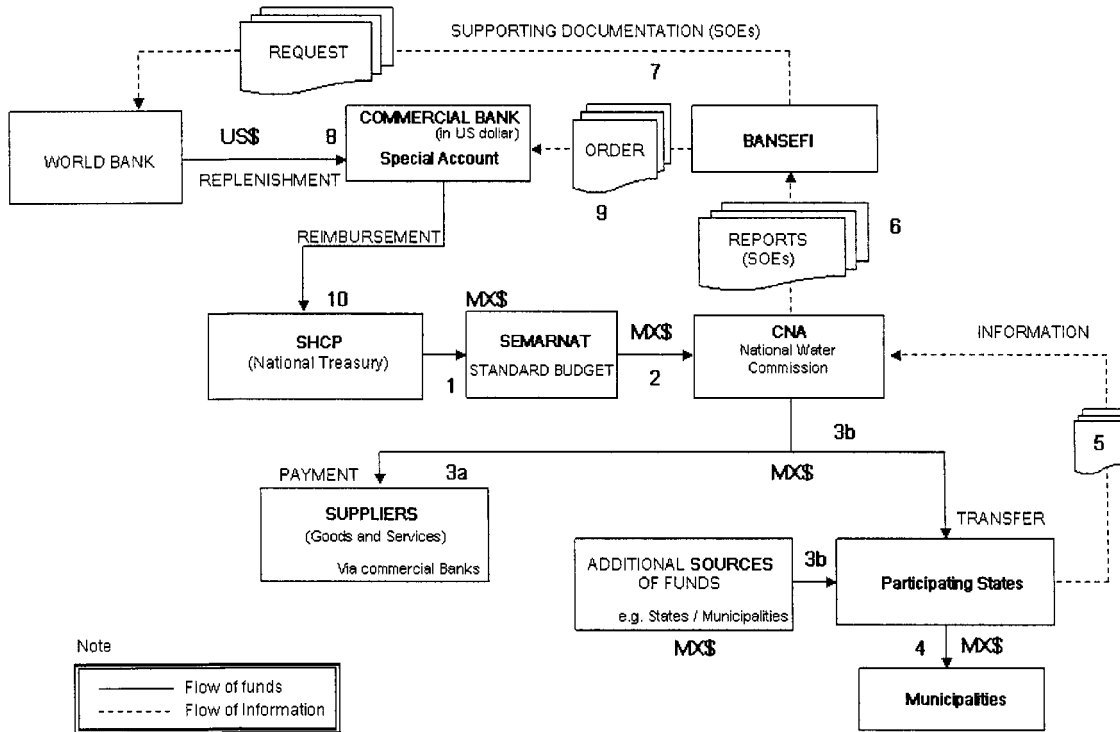 SUPPORTING DOCUMENTATION (SOEs)
REQUEST
7
WORLD BANK
US$
8
REPLENISHMENT
COMMERCIAL BANK
(in US dollar)
Special Account
ORDER
9
BANSEFI
6
REPORTS
(SOEs)
REIMBURSEMENT
10
SHCP
(National Treasury)
1
MX$
SEMARNAT
STANDARD BUDGET
MX$
2
CNA
National Water
Commission
INFORMATION
5
3b
MX$
PAYMENT
3a
SUPPLIERS
(Goods and Services)
Via commercial Banks
TRANSFER
ADDITIONAL SOURCES
OF FUNDS
e.g. States / Municipalities
MX$
3b
Participating States
4
MX$
Municipalities
Note
Flow of funds
Flow of Information